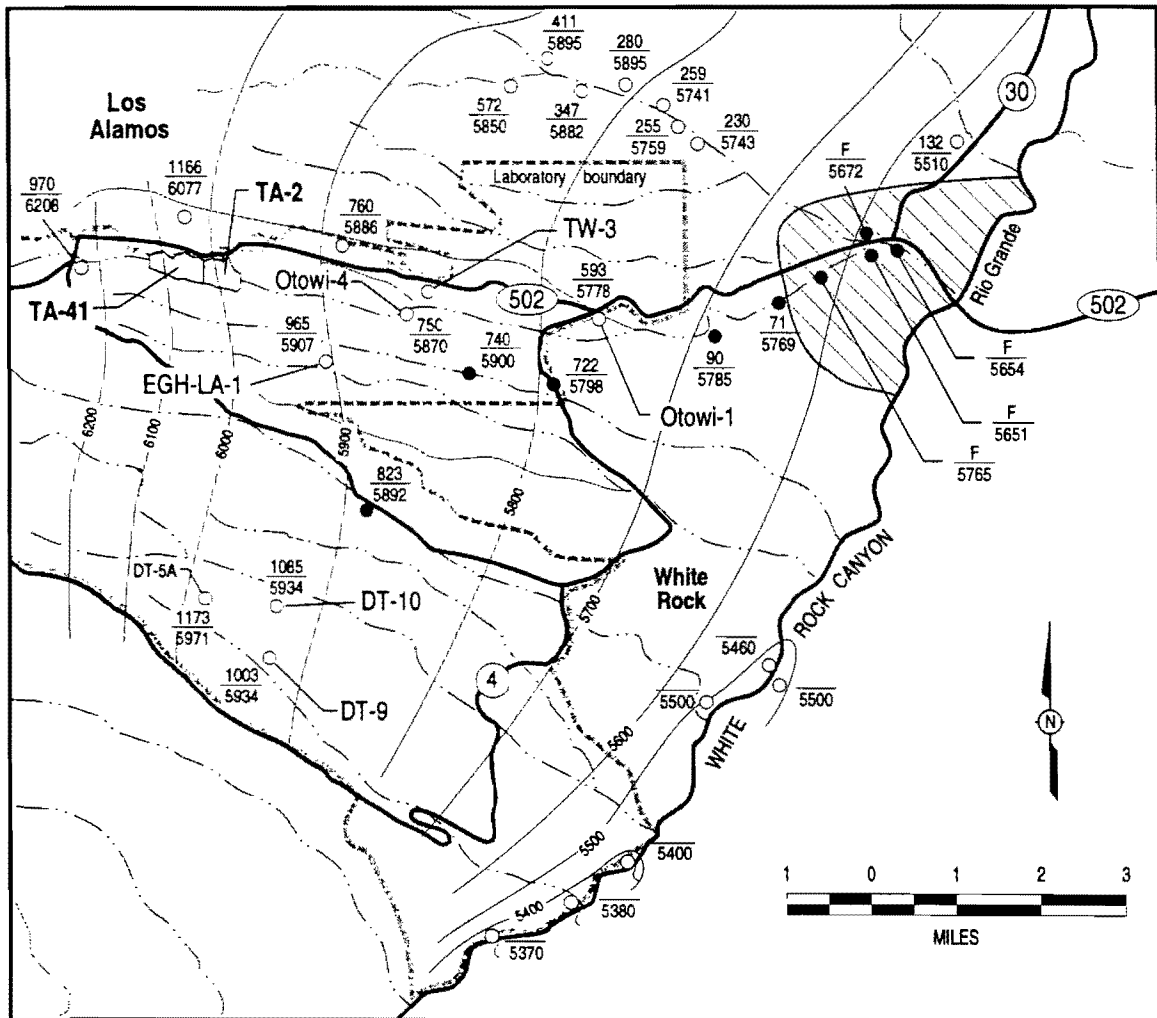 411
5895
280
5895
259
5741
572
5850
347
5882
255
5759
230
5743
30
Los
Alamos
1166
6077
970
6208
TA-2
760
5886
Laboratory boundary
TW-3
F
5672
132
5510
Rio Grande
TA-41
Otowi-4
502
593
5778
502
965
5907
750
5870
740
5900
722
5798
90
5785
71
5769
F
5654
EGH-LA-1
Otowi-1
F
5651
F
5765
6200
6100
6000
5900
5800
823
5892
DT-5A
1173
5971
1085
5934
DT-10
1003
5934
DT-9
White
Rock
5700
4
5600
5500
5400
WHITE ROCK CANYON
5460
5500
5500
5400
5380
5370
N
1 0 1 2 3
MILES